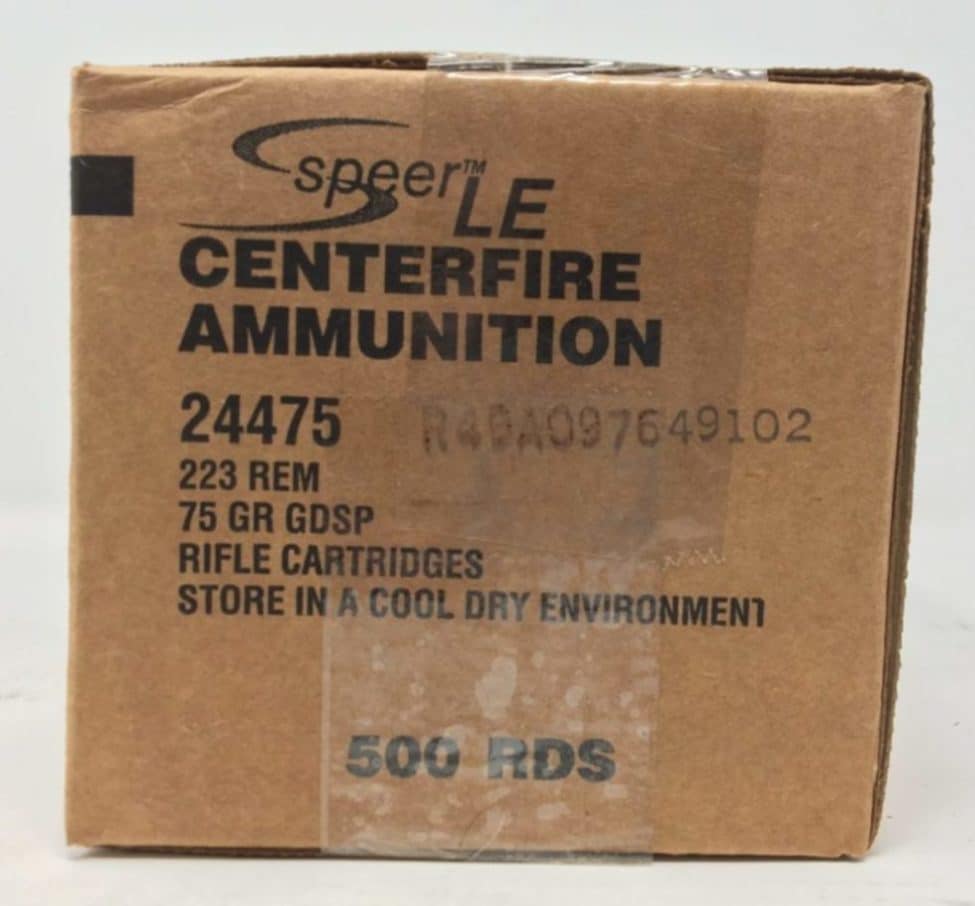 speer™ LE
CENTERFIRE
AMMUNITION
24475 R49A097649102
223 REM
75 GR GDSP
RIFLE CARTRIDGES
STORE IN A COOL DRY ENVIRONMENT
500 RDS